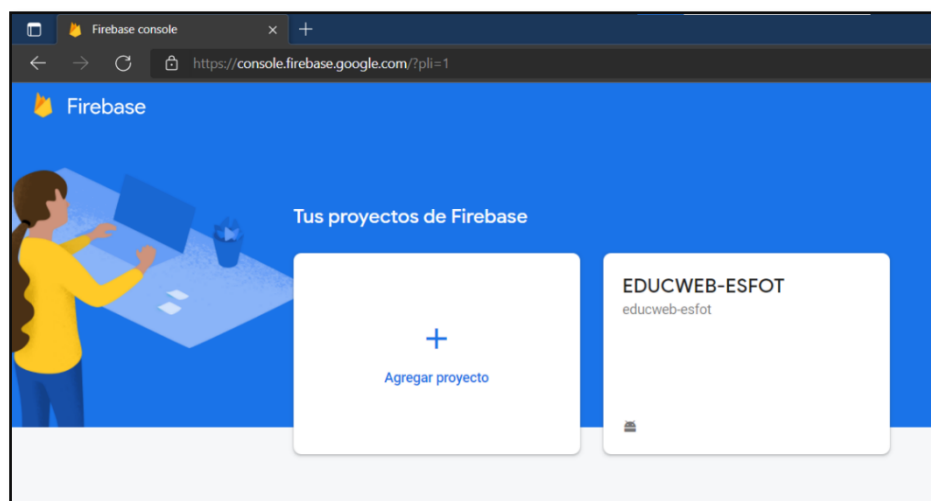 Firebase console
https://console.firebase.google.com/?pli=1
Firebase
Tus proyectos de Firebase
Agregar proyecto
EDUCWEB-ESFOT
educweb-esfot